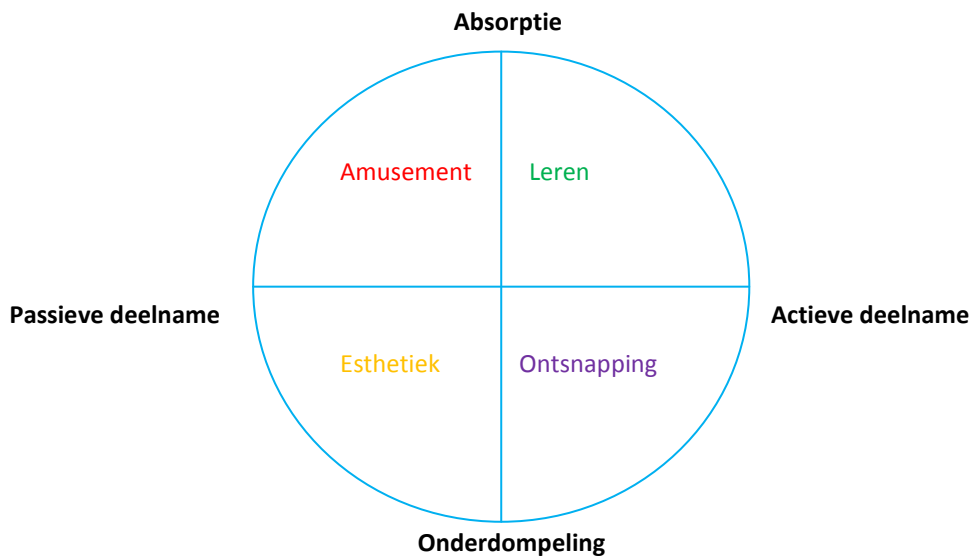 Absorptie
Amusement
Leren
Passieve deelname
Actieve deelname
Esthetiek
Ontsnapping
Onderdompeling